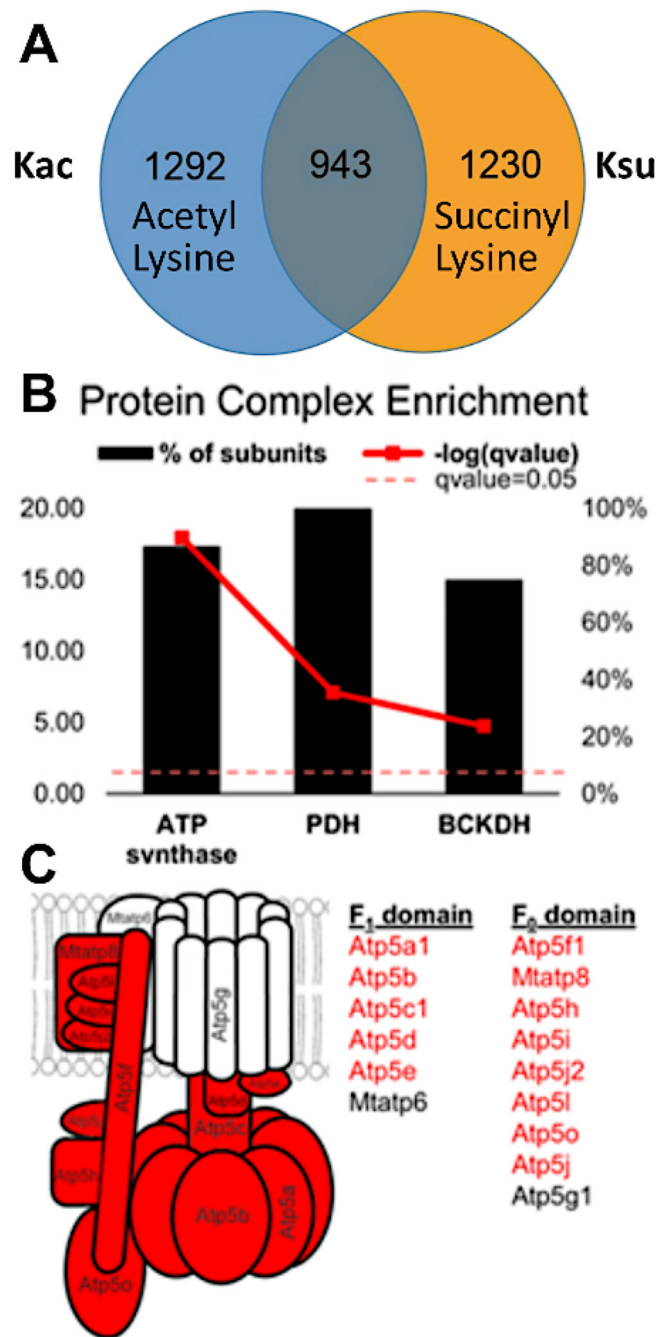 A
Kac
1292
943
1230
Ksu
Acetyl
Lysine
Succinyl
Lysine
B Protein Complex Enrichment
% of subunits
-log(qvalue)
qvalue=0.05
20.00
15.00
10.00
5.00
0.00
100%
80%
60%
40%
20%
0%
ATP
svnthase
PDH
BCKDH
C
Mtatp6
Mtatp8
Atp5g
Atp5f
Atp5c
Atp5h
Atp5b
Atp5a
Atp5o
F1 domain
Atp5a1
Atp5b
Atp5c1
Atp5d
Atp5e
Mtatp6
F0 domain
Atp5f1
Mtatp8
Atp5h
Atp5i
Atp5j2
Atp5l
Atp5o
Atp5j
Atp5g1